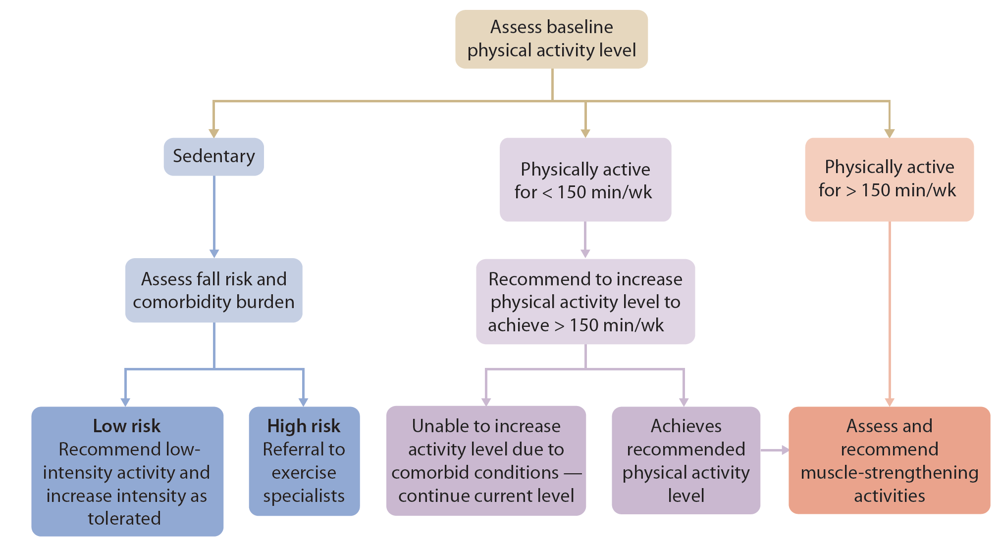 Assess baseline
physical activity level
Sedentary
Physically active
for < 150 min/wk
Physically active
for > 150 min/wk
Assess fall risk and
comorbidity burden
Recommend to increase
physical activity level to
achieve > 150 min/wk
Low risk
Recommend low-
intensity activity and
increase intensity as
tolerated
High risk
Referral to
exercise
specialists
Unable to increase
activity level due to
comorbid conditions —
continue current level
Achieves
recommended
physical activity
level
Assess and
recommend
muscle-strengthening
activities